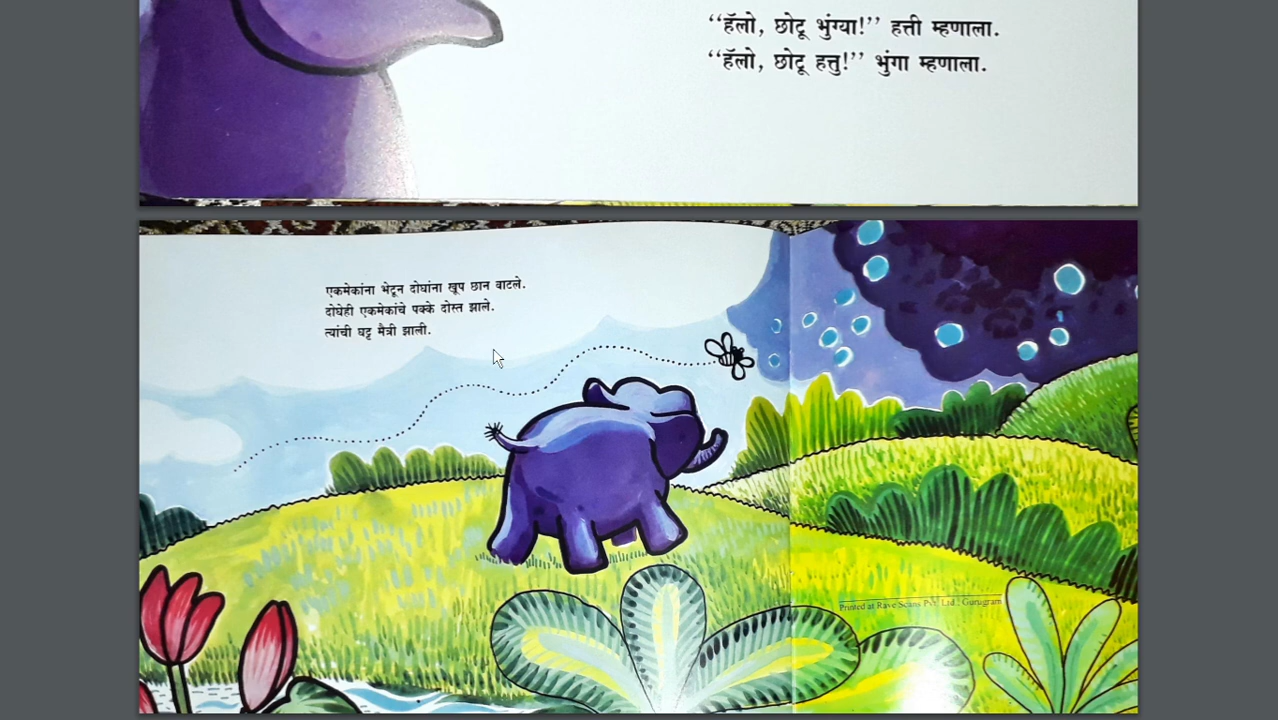 “हॅलो, छोटू भुंग्या!” हत्ती म्हणाला.
“हॅलो, छोटू हत्तु!” भुंगा म्हणाला.
एकमेकांना भेटून दोघांना खूप छान वाटले.
दोघेही एकमेकांचे पक्के दोस्त झाले.
त्यांची घट्ट मैत्री झाली.
Printed at Rave Scans Pvt. Ltd., Gurugram